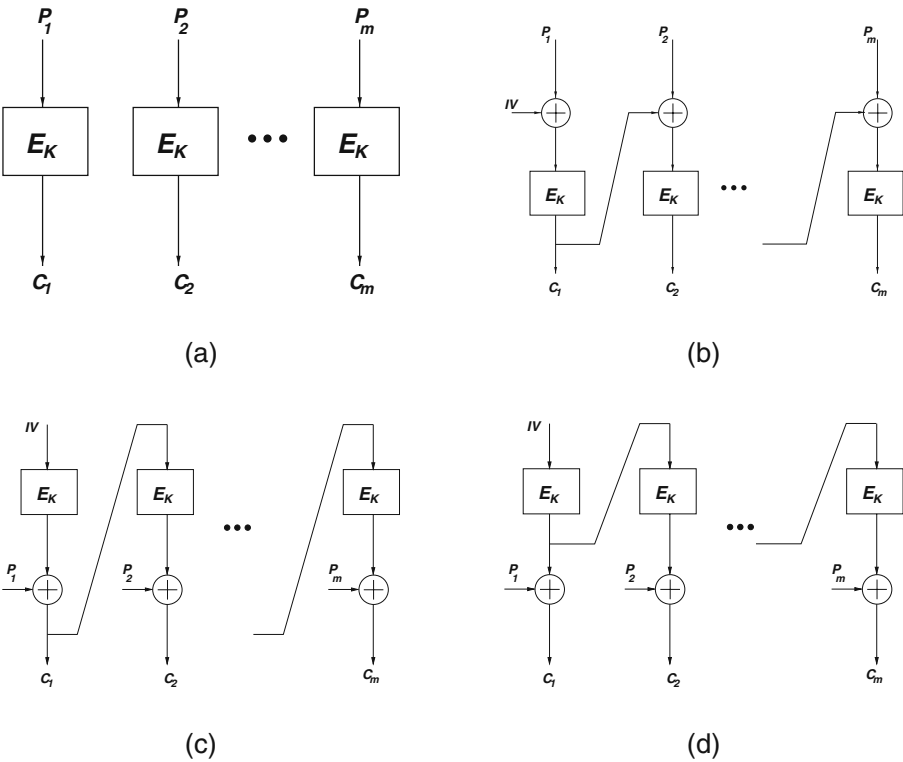 P1 P2 Pm
EK EK ••• EK
C1 C2 Cm
(a)
P1 P2 Pm
IV + + +
EK EK ••• EK
C1 C2 Cm
(b)
IV
EK EK ••• EK
P1 + P2 + Pm +
C1 C2 Cm
(c)
IV
EK EK ••• EK
P1 + P2 + Pm +
C1 C2 Cm
(d)